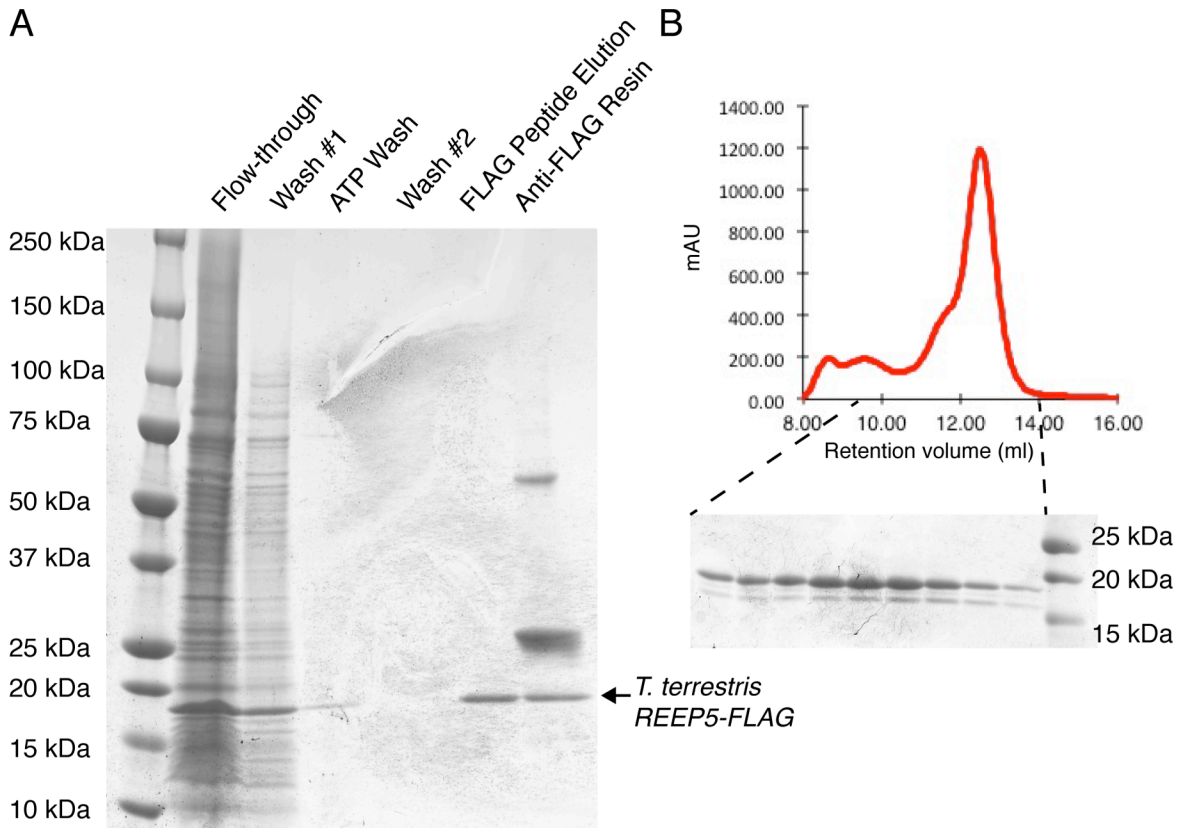 A
Flow-through
Wash #1
ATP Wash
Wash #2
FLAG Peptide Elution
Anti-FLAG Resin
250 kDa
150 kDa
100 kDa
75 kDa
50 kDa
37 kDa
25 kDa
20 kDa
15 kDa
10 kDa
T. terrestris
REEP5-FLAG
B
1400.00
1200.00
1000.00
800.00
600.00
400.00
200.00
0.00
mAU
8.00 10.00 12.00 14.00 16.00
Retention volume (ml)
25 kDa
20 kDa
15 kDa